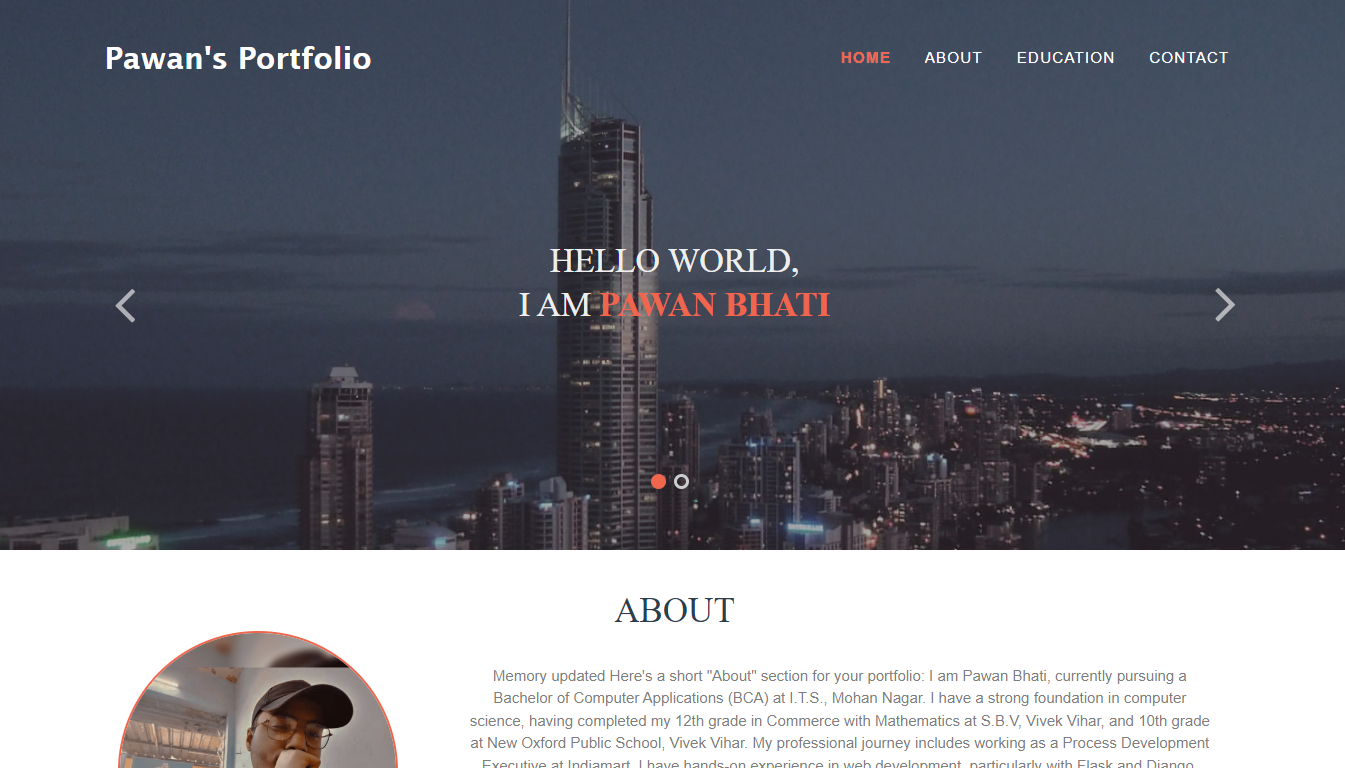 Pawan's Portfolio
HOME ABOUT EDUCATION CONTACT
HELLO WORLD,
I AM PAWAN BHATI
ABOUT
Memory updated Here's a short "About" section for your portfolio: I am Pawan Bhati, currently pursuing a
Bachelor of Computer Applications (BCA) at I.T.S., Mohan Nagar. I have a strong foundation in computer
science, having completed my 12th grade in Commerce with Mathematics at S.B.V, Vivek Vihar, and 10th grade
at New Oxford Public School, Vivek Vihar. My professional journey includes working as a Process Development
Executive at Indiamart. I have hands-on experience in web development, particularly with Flask and Django